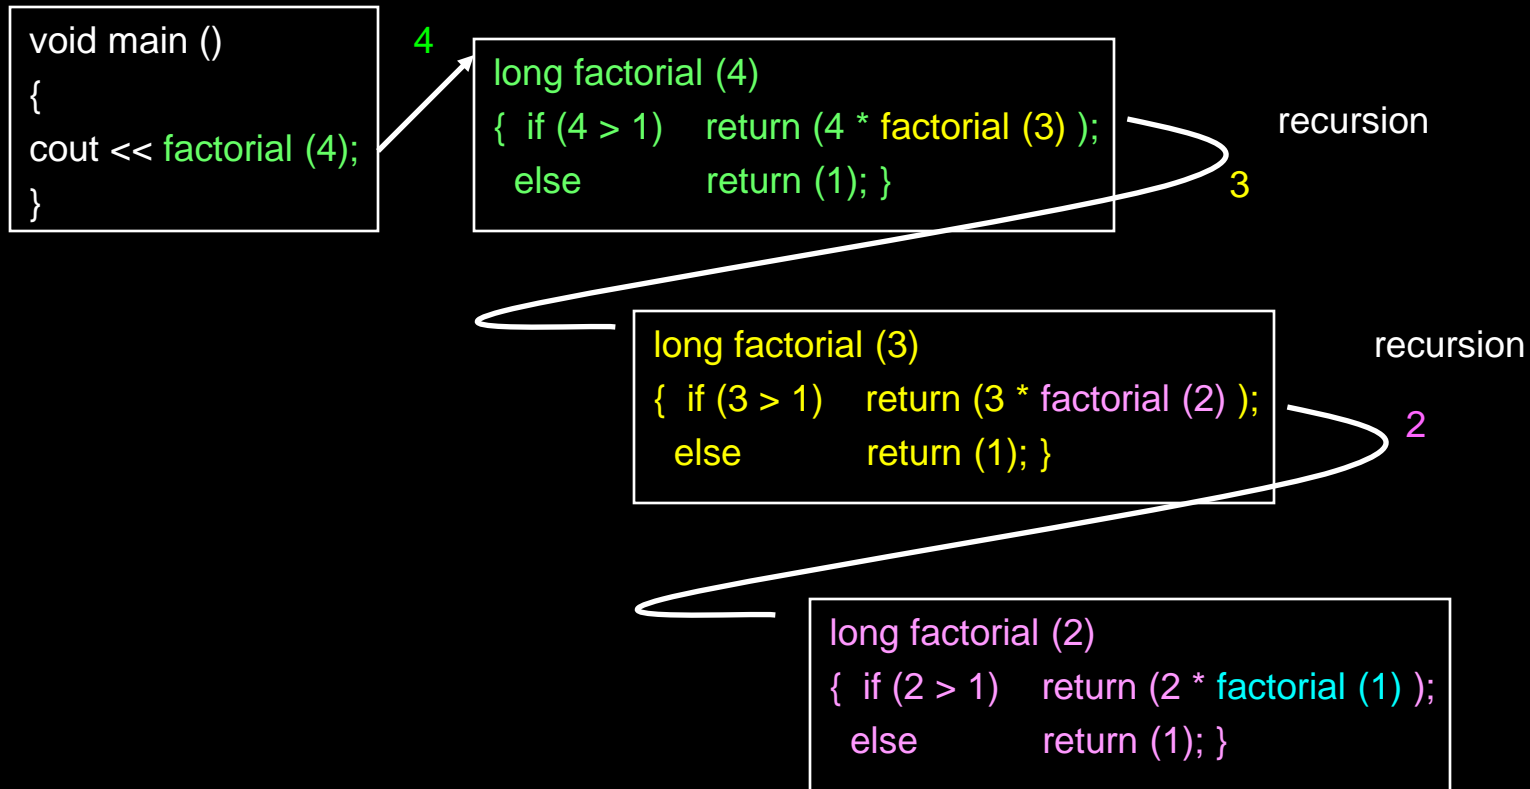 void main ()
{
cout << factorial (4);
}
4
long factorial (4)
{ if (4 > 1) return (4 * factorial (3) );
else return (1); }
recursion
3
long factorial (3)
{ if (3 > 1) return (3 * factorial (2) );
else return (1); }
recursion
2
long factorial (2)
{ if (2 > 1) return (2 * factorial (1) );
else return (1); }